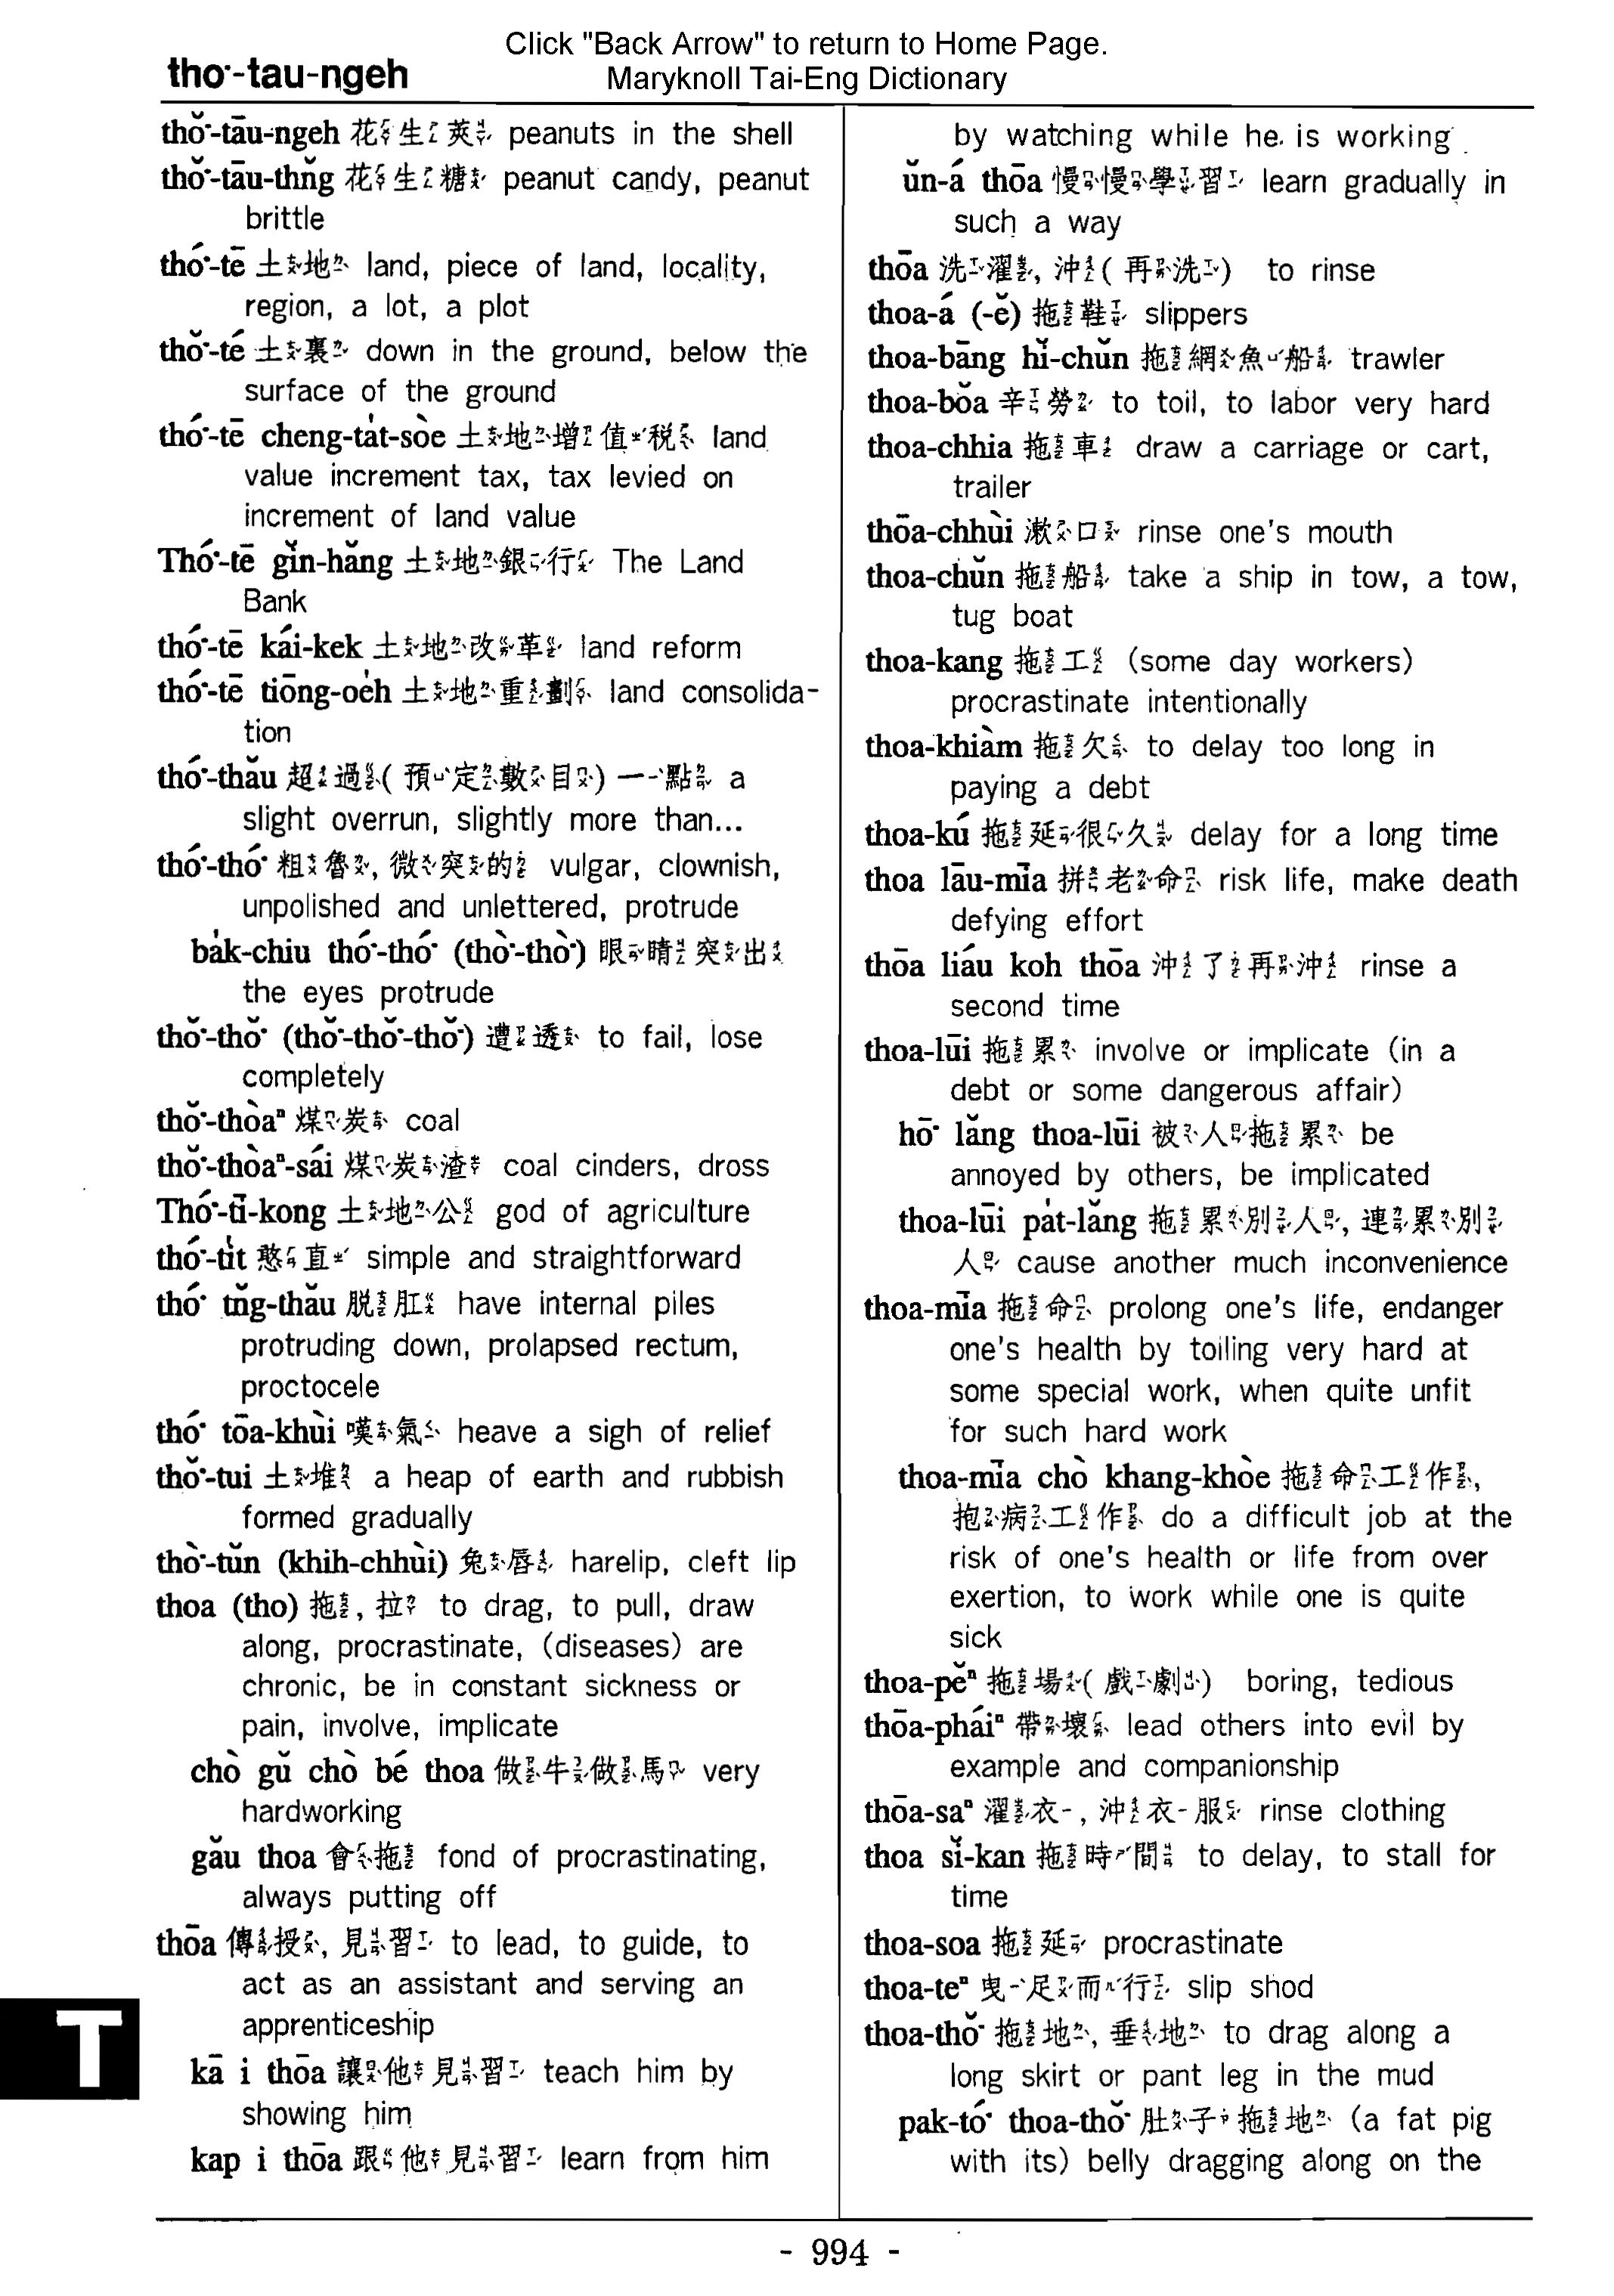 Click "Back Arrow" to return to Home Page.
Maryknoll Tai-Eng Dictionary
tho͘-tau-ngeh
thŏ͘-tāu-ngeh 花生莢 peanuts in the shell
thŏ͘-tāu-thn̆g 花生糖 peanut candy, peanut
brittle
thó͘-tē 土地 land, piece of land, locality,
region, a lot, a plot
thŏ͘-té 土裏 down in the ground, below the
surface of the ground
thó͘-tē cheng-ta̍t-sòe 土地增值税 land
value increment tax, tax levied on
increment of land value
Thó͘-tē gĭn-hăng 土地銀行 The Land
Bank
thó͘-tē kái-kek 土地改革 land reform
thó͘-tē tiōng-oe̍h 土地重劃 land consolida-
tion
thó͘-thău 超過(預定數目)一點 a
slight overrun, slightly more than...
thó͘-thó͘ 粗魯, 微突的 vulgar, clownish,
unpolished and unlettered, protrude
ba̍k-chiu thó͘-thó͘ (thò͘-thò͘) 眼睛突出
the eyes protrude
thŏ͘-thŏ͘ (thŏ͘-thŏ͘-thŏ͘) 遭透 to fail, lose
completely
thŏ͘-thòaⁿ 煤炭 coal
thŏ͘-thòaⁿ-sái 煤炭渣 coal cinders, dross
Thó͘-tī-kong 土地公 god of agriculture
thó͘-ti̍t 憨直 simple and straightforward
thó͘ tn̆g-thău 脱肛 have internal piles
protruding down, prolapsed rectum,
proctocele
thó͘ tōa-khùi 嘆氣 heave a sigh of relief
thŏ͘-tui 土堆 a heap of earth and rubbish
formed gradually
thò͘-tŭn (khih-chhùi) 兔唇 harelip, cleft lip
thoa (tho) 拖, 拉 to drag, to pull, draw
along, procrastinate, (diseases) are
chronic, be in constant sickness or
pain, involve, implicate
chò gŭ chò bé thoa 做牛做馬 very
hardworking
gău thoa 會拖 fond of procrastinating,
always putting off
thōa 傳授, 見習 to lead, to guide, to
act as an assistant and serving an
apprenticeship
kā i thōa 讓他見習 teach him by
showing him
kap i thōa 跟他見習 learn from him
by watching while he is working
ŭn-á thōa 慢慢學習 learn gradually in
such a way
thōa 洗濯, 沖(再洗) to rinse
thoa-á (-ĕ) 拖鞋 slippers
thoa-bāng hĭ-chŭn 拖網魚船 trawler
thoa-bŏa 辛勞 to toil, to labor very hard
thoa-chhia 拖車 draw a carriage or cart,
trailer
thōa-chhùi 漱口 rinse one's mouth
thoa-chŭn 拖船 take a ship in tow, a tow,
tug boat
thoa-kang 拖工 (some day workers)
procrastinate intentionally
thoa-khiàm 拖欠 to delay too long in
paying a debt
thoa-kú 拖延很久 delay for a long time
thoa lāu-mīa 拼老命 risk life, make death
defying effort
thōa liáu koh thōa 沖了再沖 rinse a
second time
thoa-lūi 拖累 involve or implicate (in a
debt or some dangerous affair)
hō͘ lăng thoa-lūi 被人拖累 be
annoyed by others, be implicated
thoa-lūi pa̍t-lăng 拖累別人, 連累別
人 cause another much inconvenience
thoa-mīa 拖命 prolong one's life, endanger
one's health by toiling very hard at
some special work, when quite unfit
for such hard work
thoa-mīa chò khang-khòe 拖命工作,
抱病工作 do a difficult job at the
risk of one's health or life from over
exertion, to work while one is quite
sick
thoa-pĕⁿ 拖場(戲劇) boring, tedious
thōa-pháiⁿ 帶壞 lead others into evil by
example and companionship
thōa-saⁿ 濯衣, 沖衣服 rinse clothing
thoa sĭ-kan 拖時間 to delay, to stall for
time
thoa-soa 拖延 procrastinate
thoa-teⁿ 曳足而行 slip shod
thoa-thŏ͘ 拖地, 垂地 to drag along a
long skirt or pant leg in the mud
pak-tó͘ thoa-thŏ͘ 肚子拖地 (a fat pig
with its) belly dragging along on the
T
- 994 -